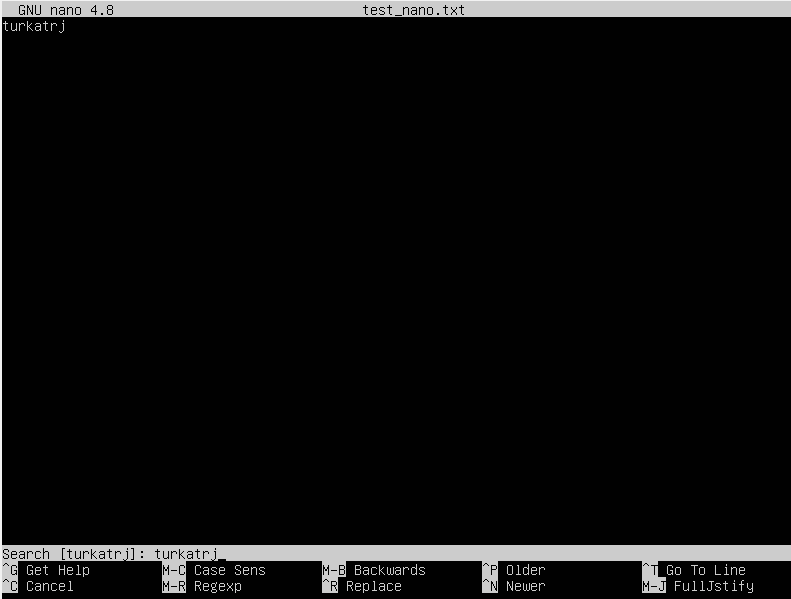 GNU nano 4.8 test_nano.txt
turkatrj
Search [turkatrj]: turkatrj_
^G Get Help M-C Case Sens M-B Backwards ^P Older ^T Go To Line
^C Cancel M-R Regexp ^R Replace ^N Newer M-J FullJstify